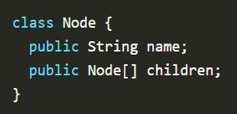 class Node {
  public String name;
  public Node[] children;
}